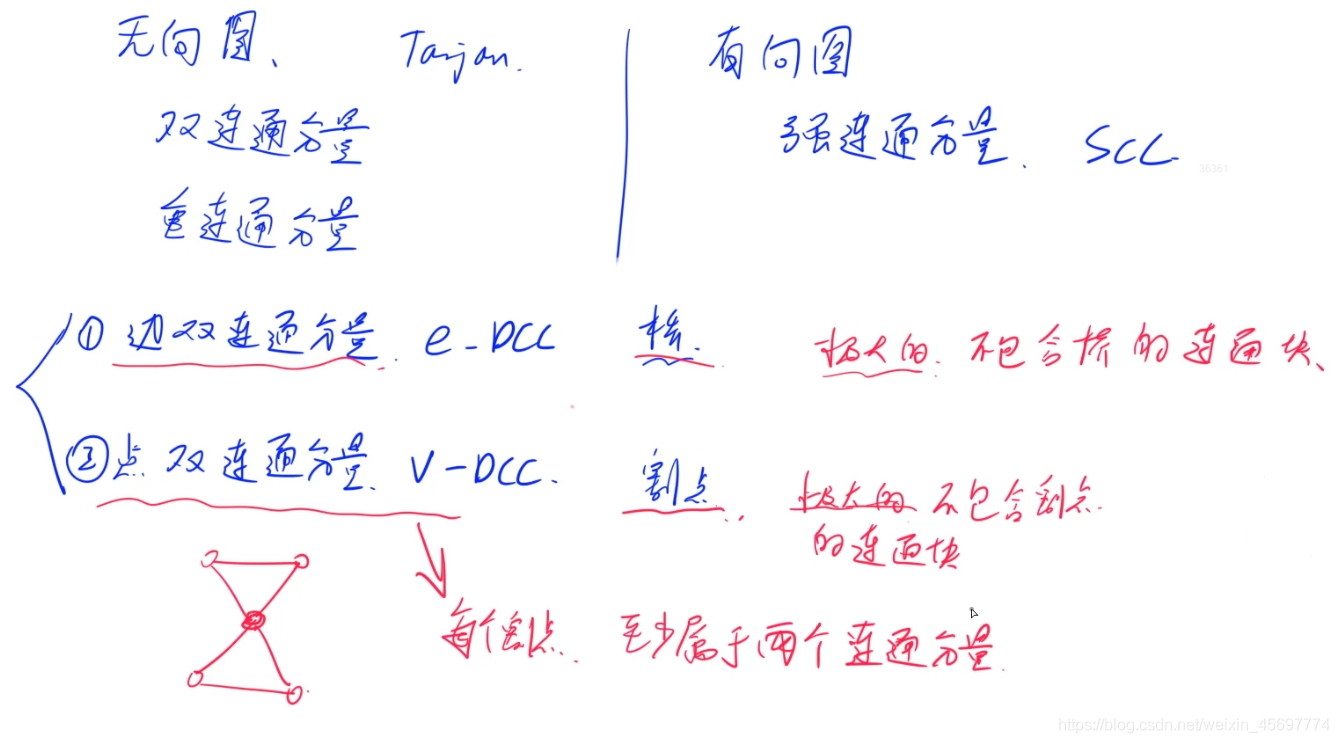 无向图、 Tarjan. 有向图
双连通分量 强连通分量. SCC
36361
重连通分量
① 边双连通分量. e-DCC 桥. 极大的. 不包含桥的连通块、
② 点双连通分量. V-DCC. 割点. 极大的 不包含割点
的连通块
每个割点. 至少属于两个连通分量.
https://blog.csdn.net/weixin_45697774